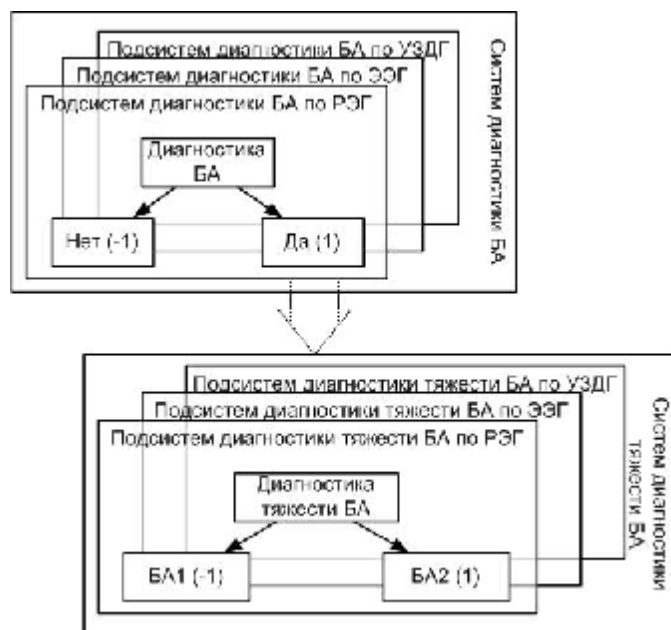 Подсистем диагностики БА по УЗДГ
Подсистем диагностики БА по ЭЭГ
Подсистем диагностики БА по РЭГ
Диагностика
БА
Нет (-1)
Да (1)
Систем диагностики БА
Подсистем диагностики тяжести БА по УЗДГ
Подсистем диагностики тяжести БА по ЭЭГ
Подсистем диагностики тяжести БА по РЭГ
Диагностика
тяжести БА
БА1 (-1)
БА2 (1)
Систем диагностики
тяжести БА